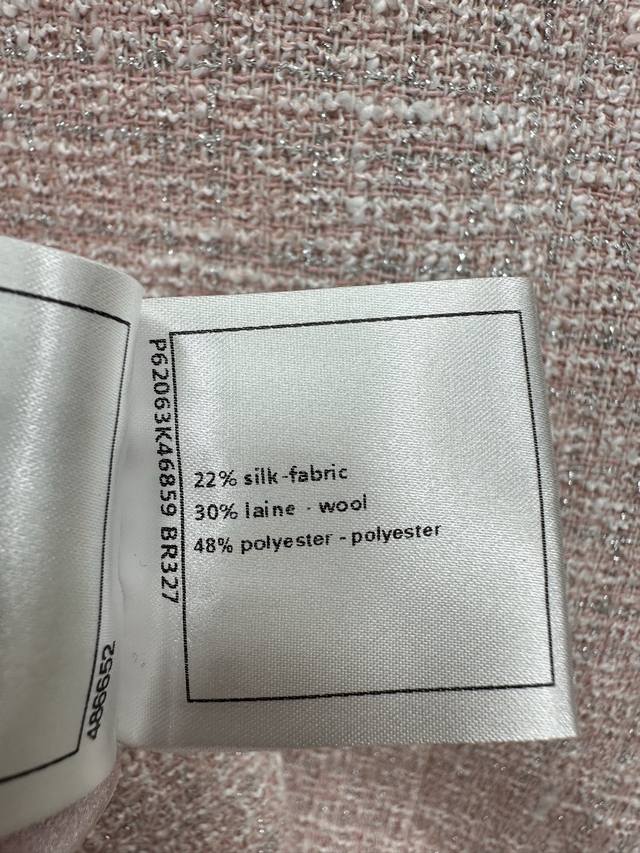 P62063K46859 BR327
22% silk-fabric
30% laine - wool
48% polyester - polyester
486652